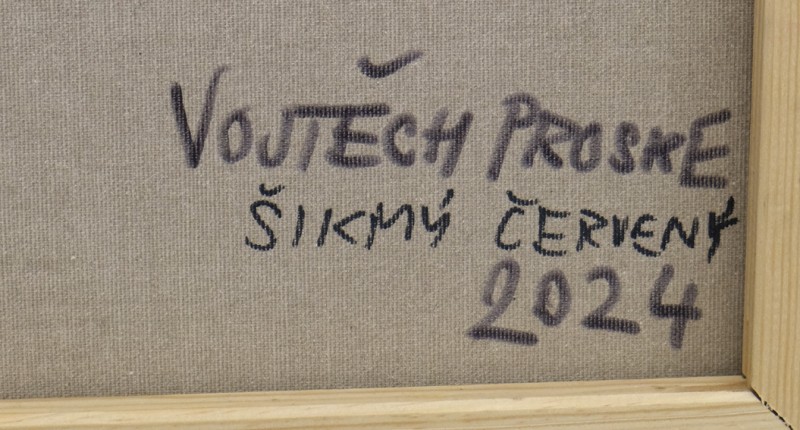 VOJTĚCH PROSKE
ŠIKMÝ ČERVENÝ
2024